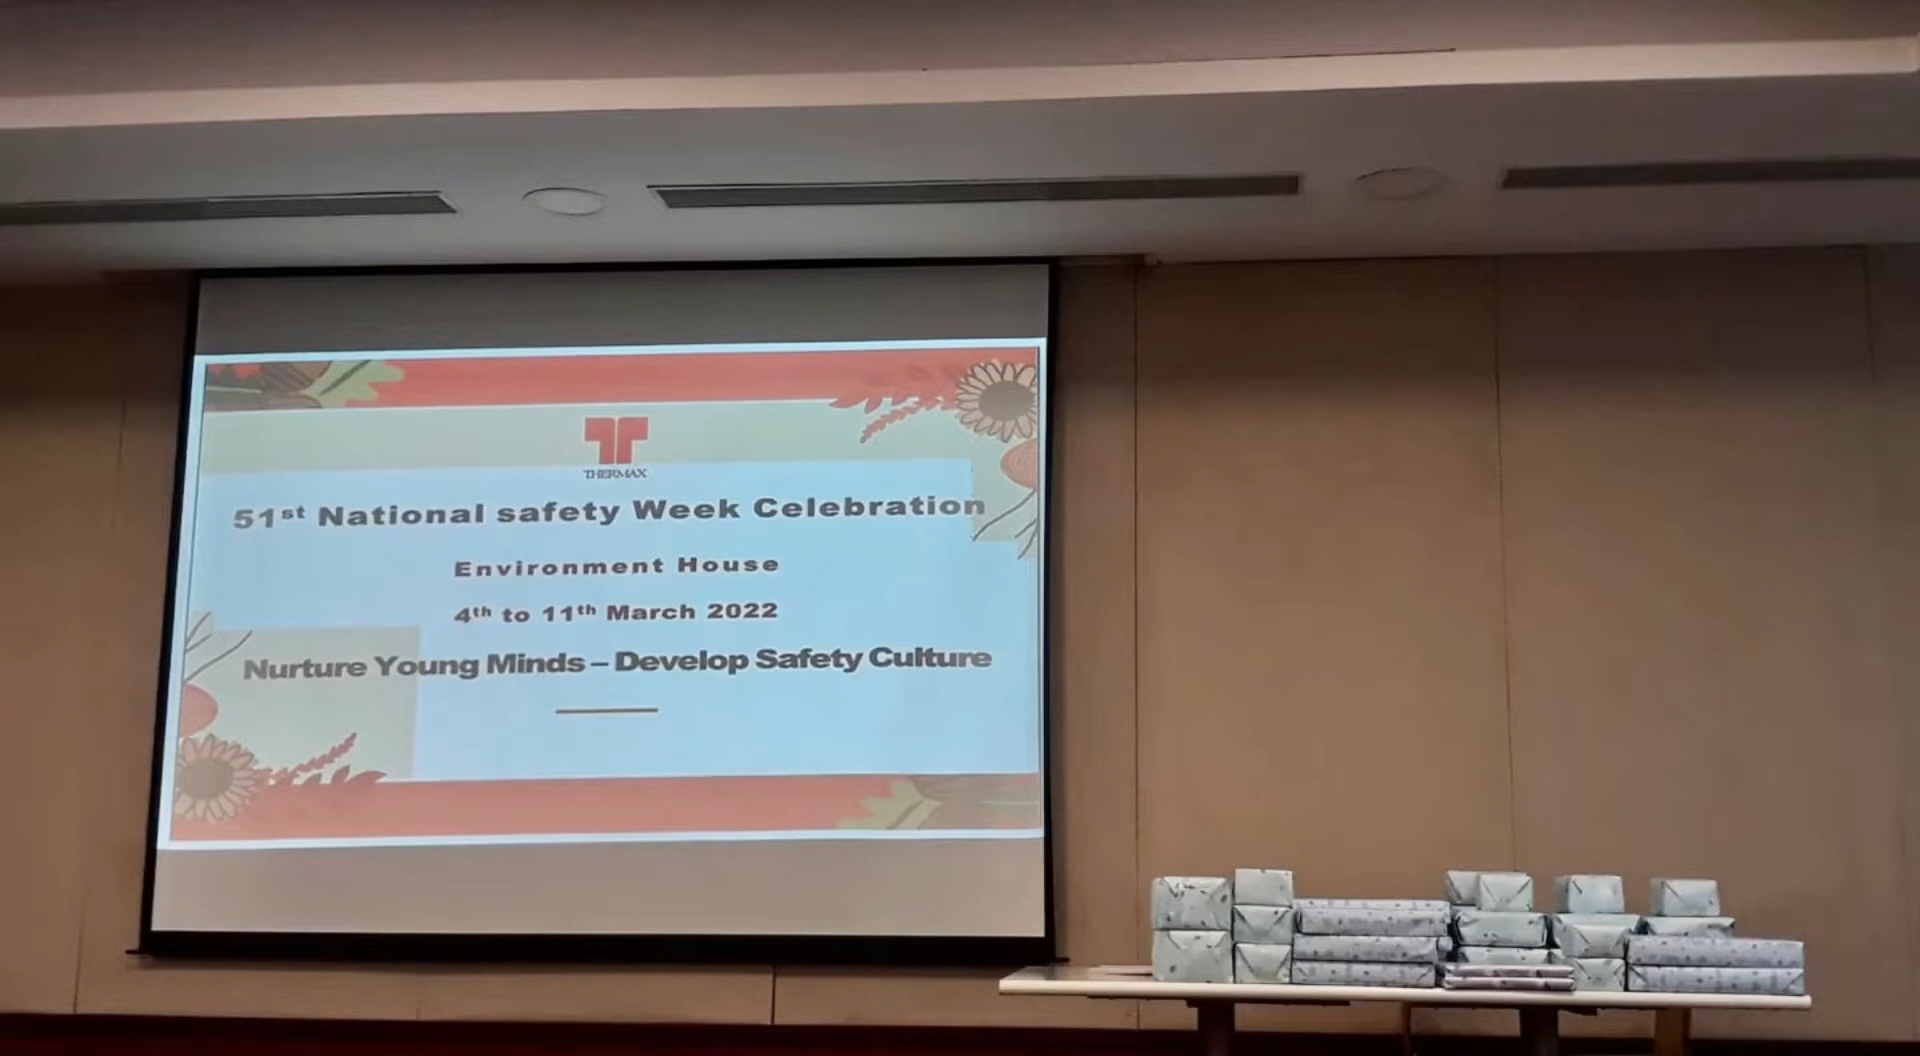 THERMAX
51st National safety Week Celebration
Environment House
4th to 11th March 2022
Nurture Young Minds – Develop Safety Culture